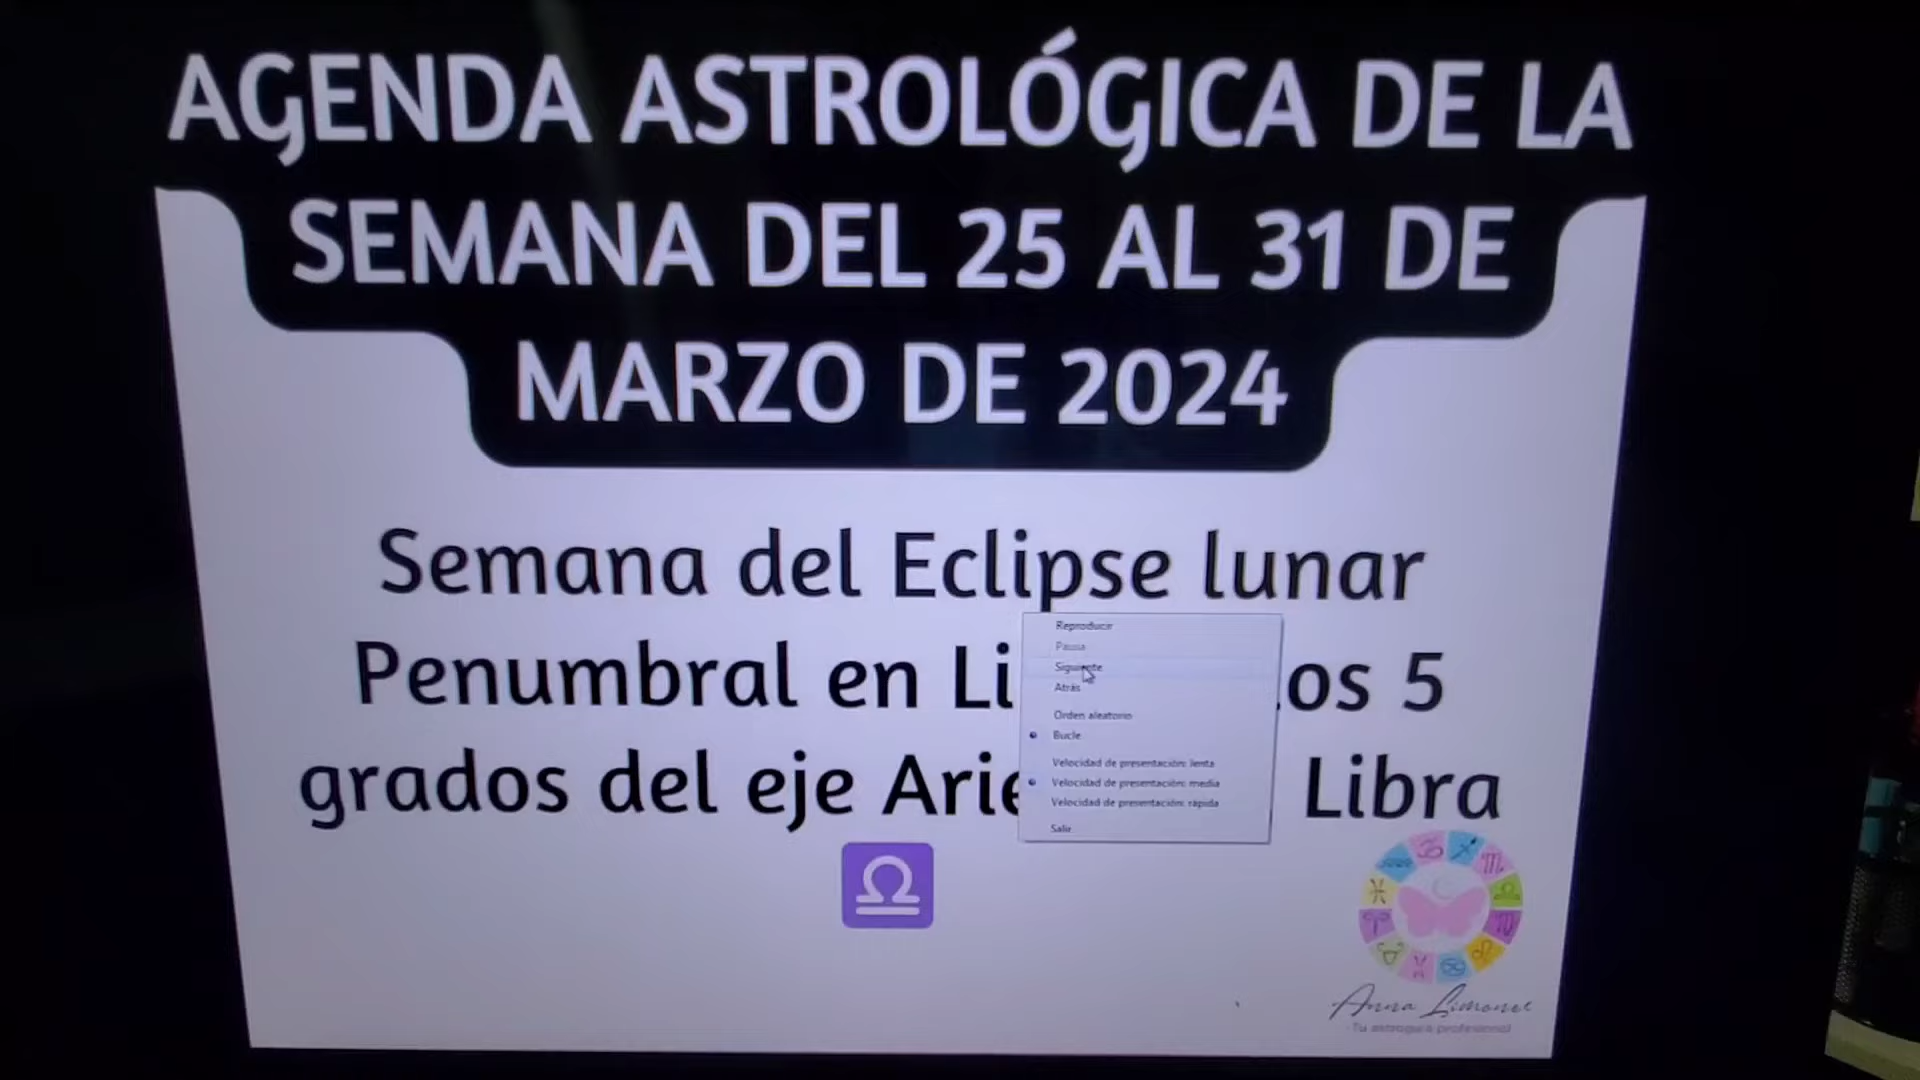 AGENDA ASTROLÓGICA DE LA
SEMANA DEL 25 AL 31 DE
MARZO DE 2024
Semana del Eclipse lunar
Penumbral en Li os 5
grados del eje Arie Libra
Reproducir
Pausa
Siguiente
Atrás
Orden aleatorio
Bucle
Velocidad de presentación: lenta
Velocidad de presentación: media
Velocidad de presentación: rápida
Salir
Anna Limones
Tu astroguía profesional